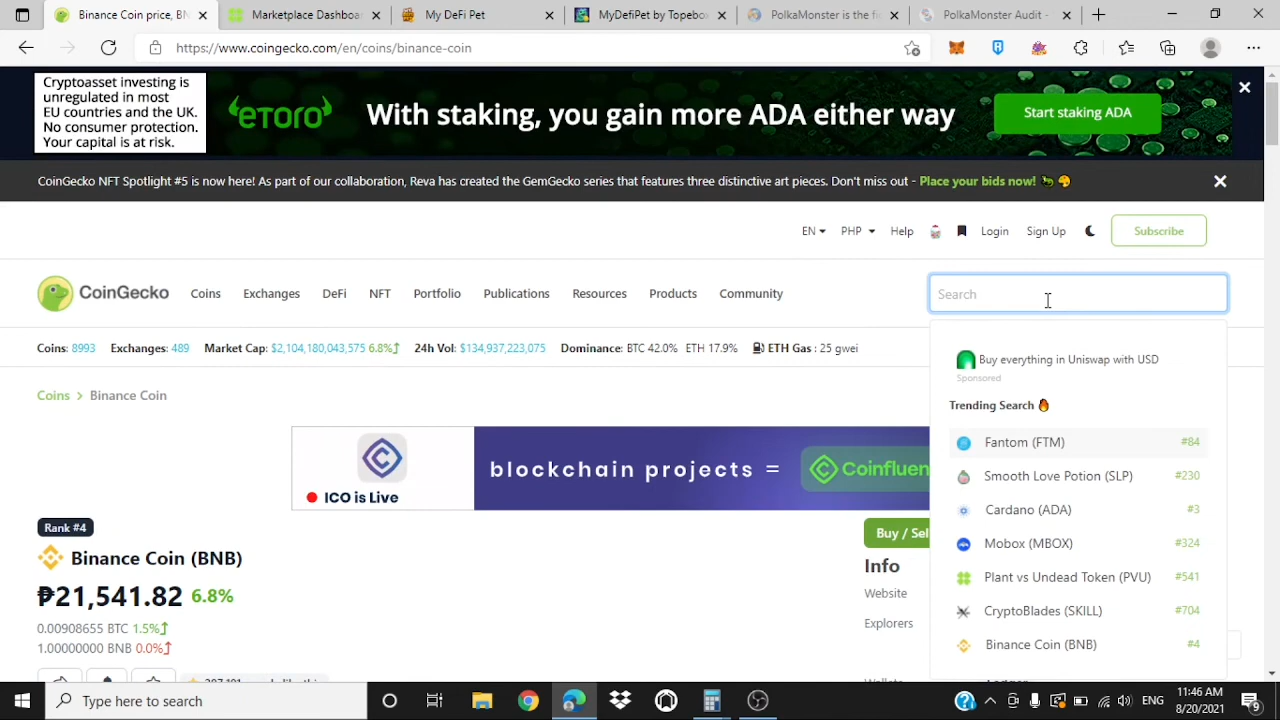 Binance Coin price, BN
Marketplace Dashboa
My DeFi Pet
MyDefiPet by Topebox
PolkaMonster is the fi
PolkaMonster Audit -
https://www.coingecko.com/en/coins/binance-coin
Cryptoasset investing is
unregulated in most
EU countries and the UK.
No consumer protection.
Your capital is at risk.
eTORO
With staking, you gain more ADA either way
Start staking ADA
CoinGecko NFT Spotlight #5 is now here! As part of our collaboration, Reva has created the GemGecko series that features three distinctive art pieces. Don't miss out - Place your bids now!
EN PHP Help Login Sign Up Subscribe
CoinGecko Coins Exchanges DeFi NFT Portfolio Publications Resources Products Community Search
Coins: 8993 Exchanges: 489 Market Cap: $2,104,180,043,575 6.8% 24h Vol: $134,937,223,075 Dominance: BTC 42.0% ETH 17.9% ETH Gas : 25 gwei
Buy everything in Uniswap with USD
Sponsored
Trending Search
Fantom (FTM) #84
Smooth Love Potion (SLP) #230
Cardano (ADA) #3
Mobox (MBOX) #324
Plant vs Undead Token (PVU) #541
CryptoBlades (SKILL) #704
Binance Coin (BNB) #4
Coins > Binance Coin
ICO is Live
blockchain projects =
Coinfluen
Rank #4
Binance Coin (BNB)
₱21,541.82 6.8%
0.00908655 BTC 1.5%
1.00000000 BNB 0.0%
Buy / Sel
Info
Website
Explorers
Type here to search
ENG
11:46 AM
8/20/2021
9